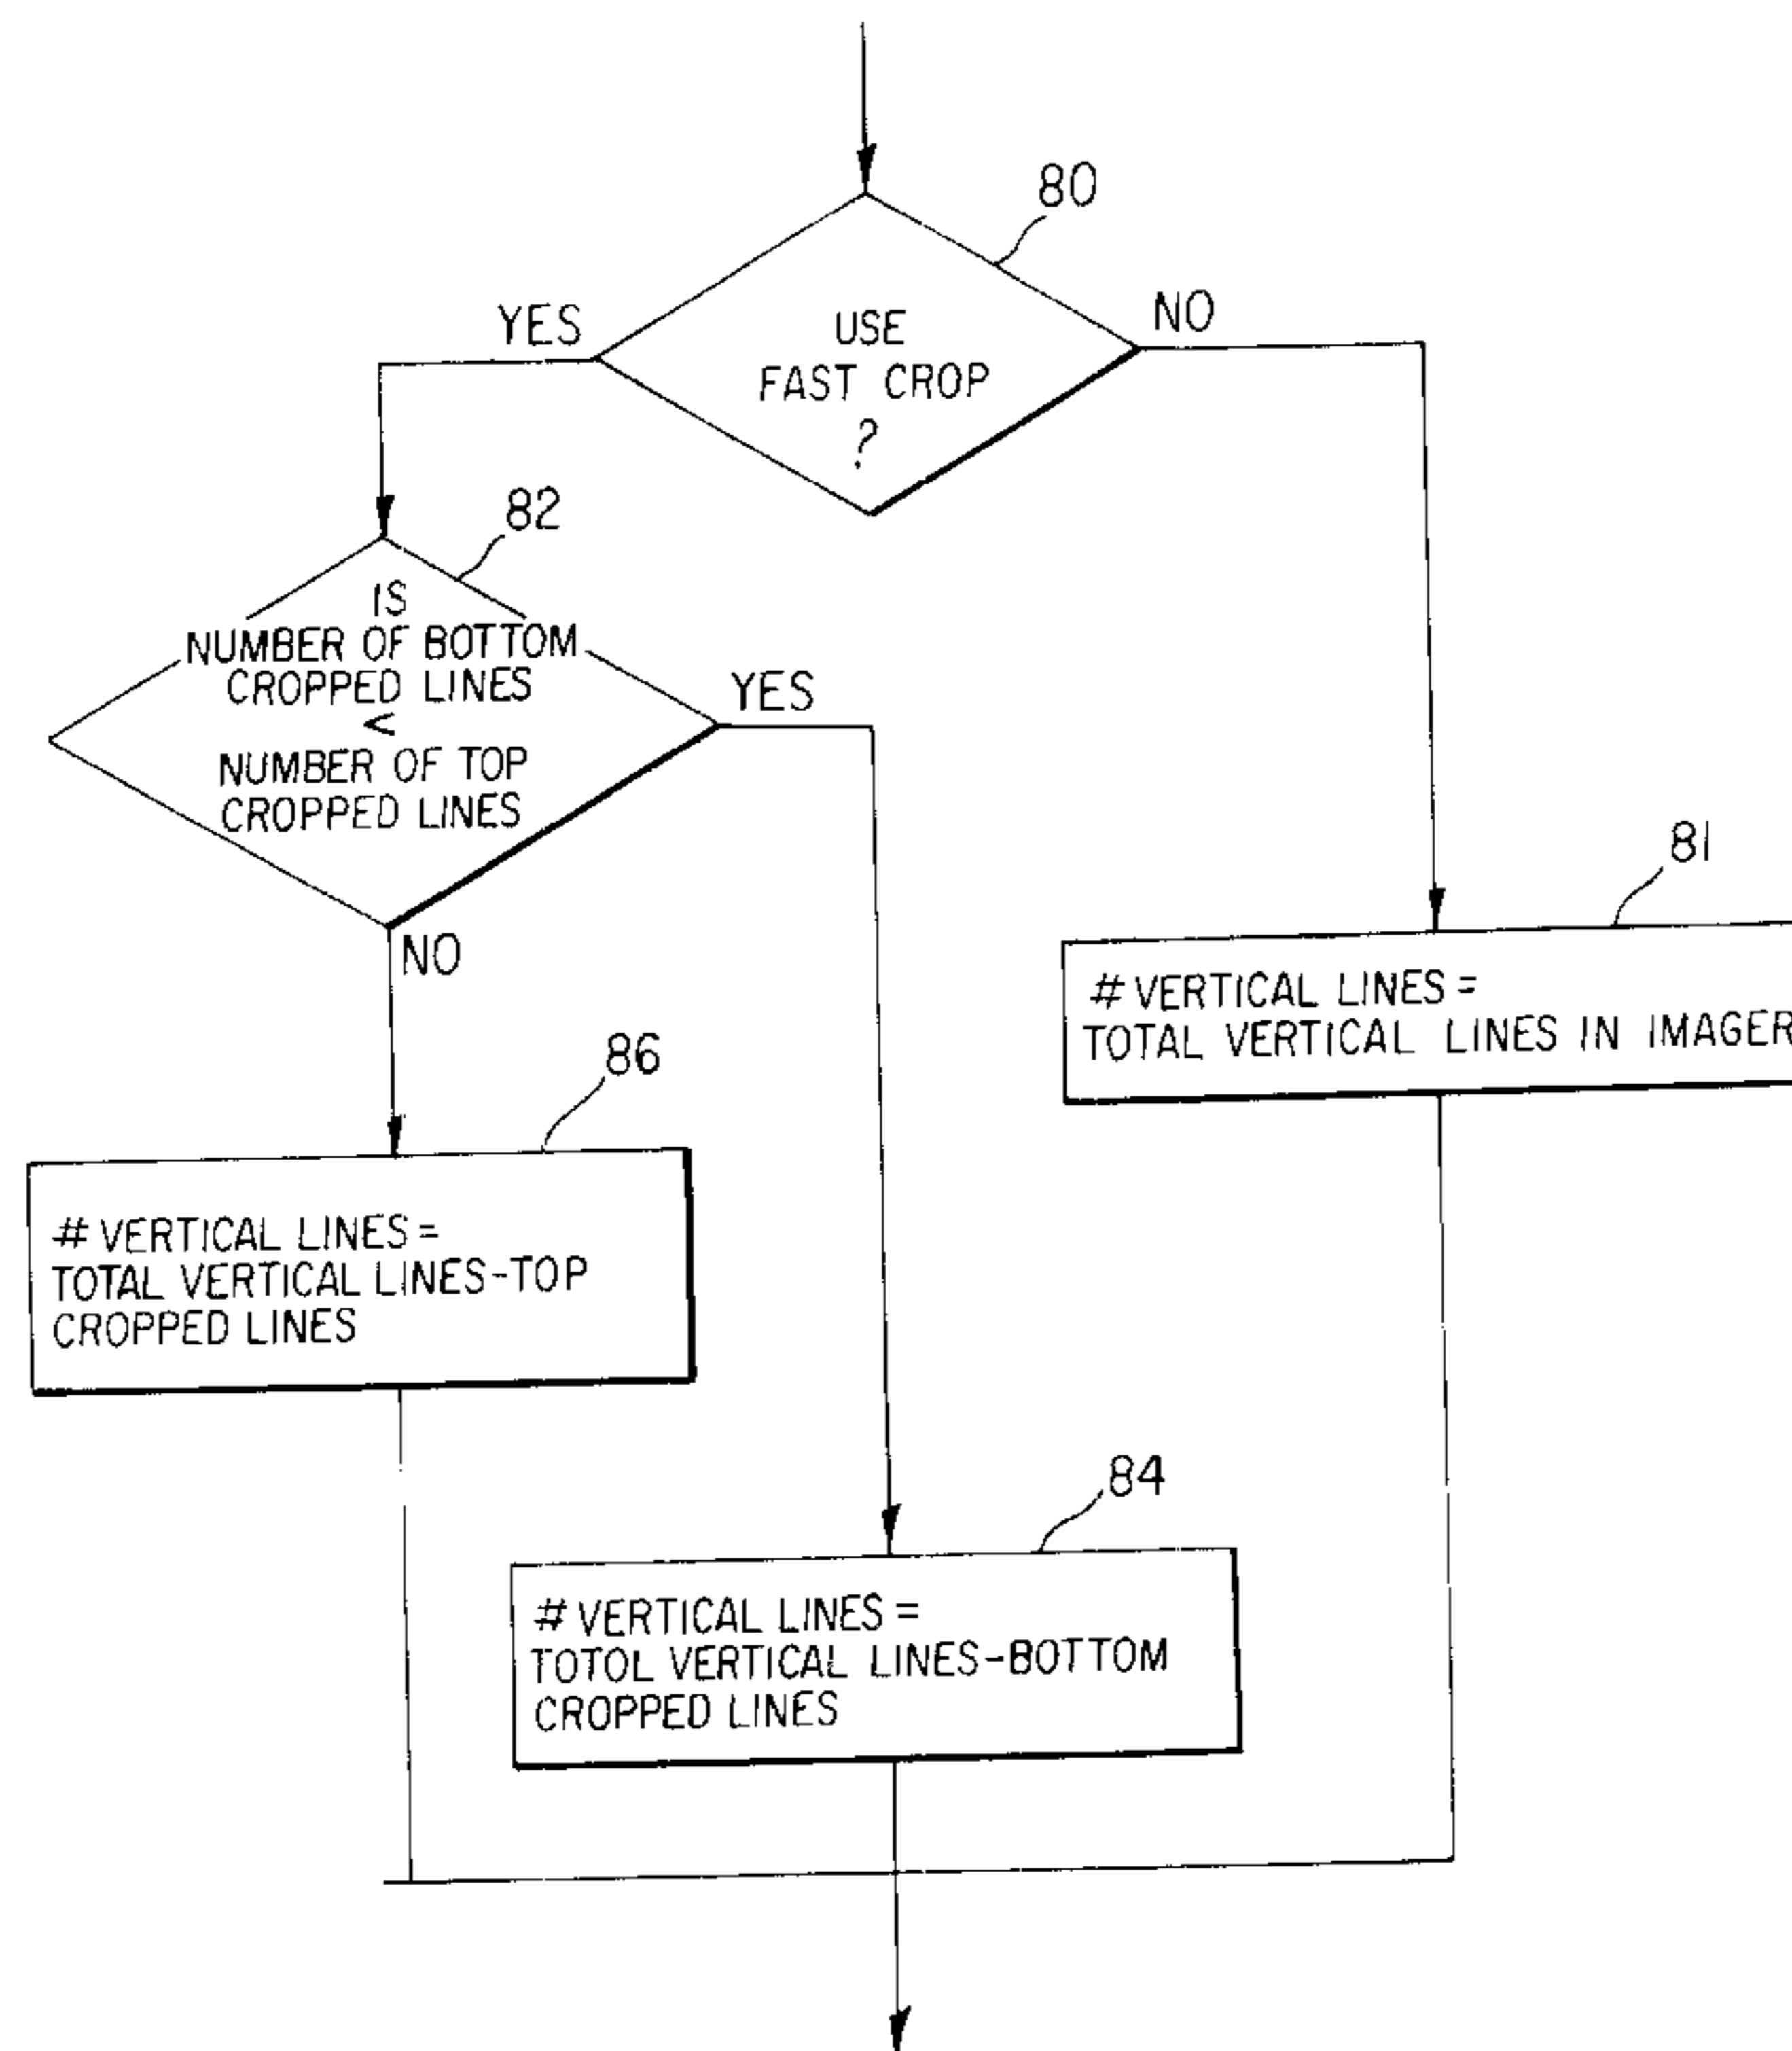 80
YES
NO
USE
FAST CROP
?
82
IS
NUMBER OF BOTTOM
CROPPED LINES
<
NUMBER OF TOP
CROPPED LINES
YES
NO
81
# VERTICAL LINES =
TOTAL VERTICAL LINES IN IMAGER
86
# VERTICAL LINES =
TOTAL VERTICAL LINES-TOP
CROPPED LINES
84
# VERTICAL LINES =
TOTOL VERTICAL LINES-BOTTOM
CROPPED LINES